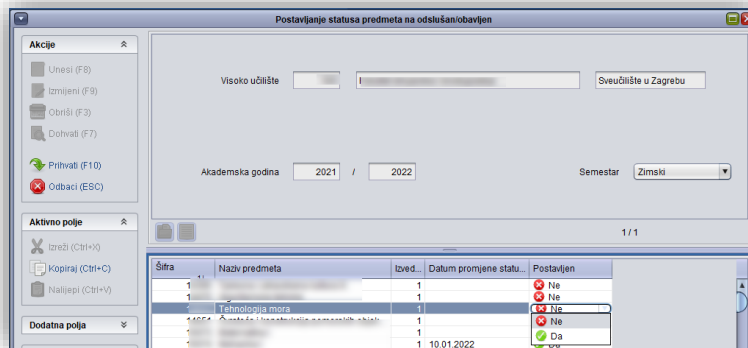 Postavljanje statusa predmeta na odslušan/obavljen
Akcije
Unesi (F8)
Izmijeni (F9)
Obriši (F3)
Dohvati (F7)
Prihvati (F10)
Odbaci (ESC)
Aktivno polje
Izreži (Ctrl+X)
Kopiraj (Ctrl+C)
Nalijepi (Ctrl+V)
Dodatna polja
Visoko učilište
Sveučilište u Zagrebu
Akademska godina 2021 / 2022 Semestar Zimski
1/1
Šifra Naziv predmeta Izved... Datum promjene statu... Postavljen
1 1 Ne
1 1 Ne
Tehnologija mora 1 Ne
1 Ne
Da
1 10.01.2022 Da